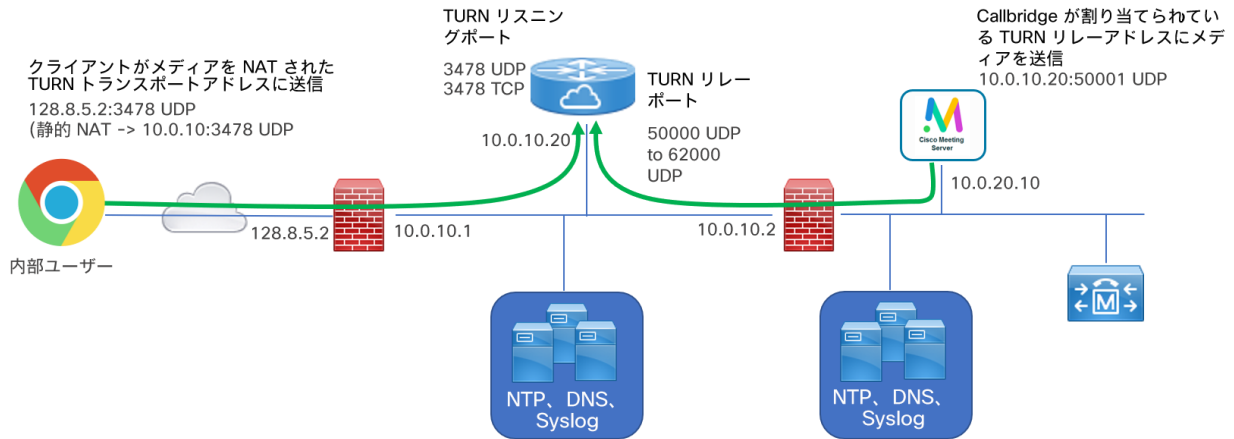 クライアントがメディアを NAT された
TURN トランスポートアドレスに送信
128.8.5.2:3478 UDP
(静的 NAT -> 10.0.10:3478 UDP
TURN リスニン
グポート
3478 UDP
3478 TCP
10.0.10.20
TURN リレー
ポート
50000 UDP
to 62000
UDP
Callbridge が割り当てられてい
る TURN リレーアドレスにメデ
ィアを送信
10.0.10.20:50001 UDP
Cisco Meeting
Server
10.0.20.10
128.8.5.2
10.0.10.1
10.0.10.2
内部ユーザー
M
NTP、DNS、
Syslog
NTP、DNS、
Syslog